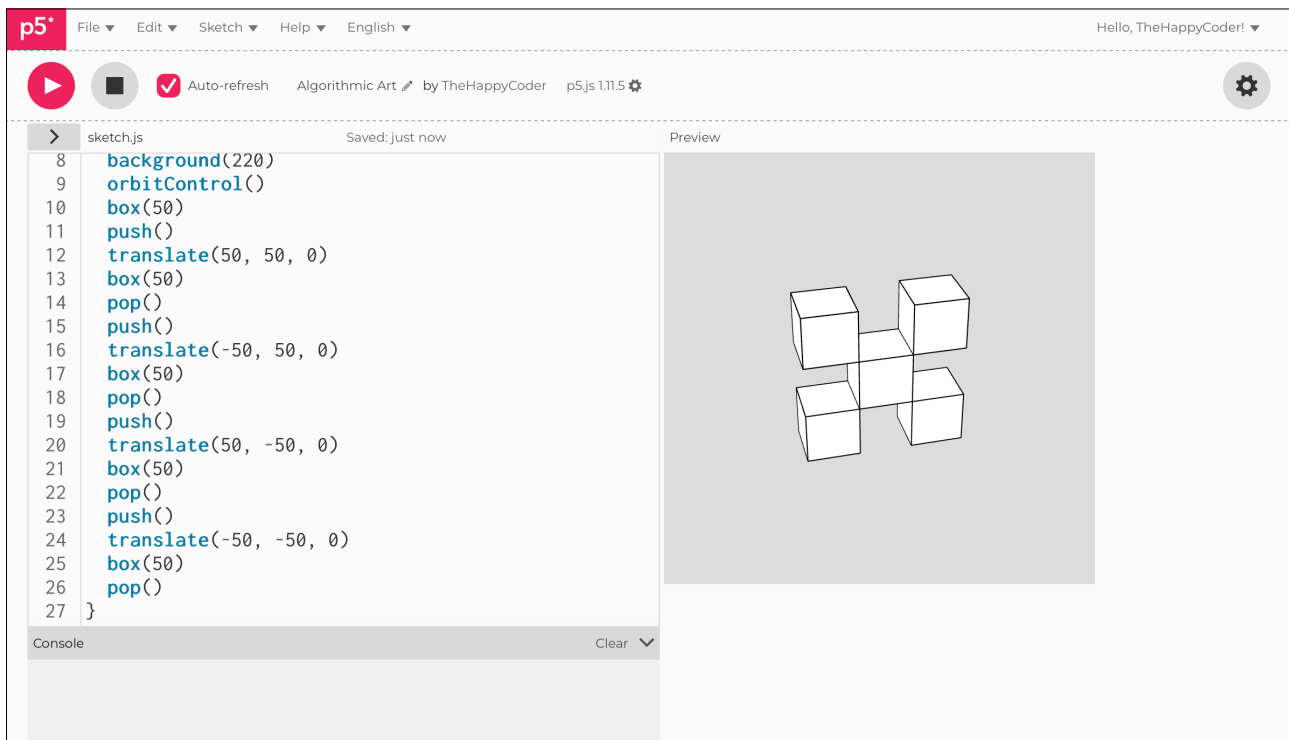 p5* File Edit Sketch Help English Hello, TheHappyCoder!
Auto-refresh Algorithmic Art by TheHappyCoder p5.js 1.11.5
sketch.js Saved: just now Preview
8 background(220)
9 orbitControl()
10 box(50)
11 push()
12 translate(50, 50, 0)
13 box(50)
14 pop()
15 push()
16 translate(-50, 50, 0)
17 box(50)
18 pop()
19 push()
20 translate(50, -50, 0)
21 box(50)
22 pop()
23 push()
24 translate(-50, -50, 0)
25 box(50)
26 pop()
27 }
Console Clear